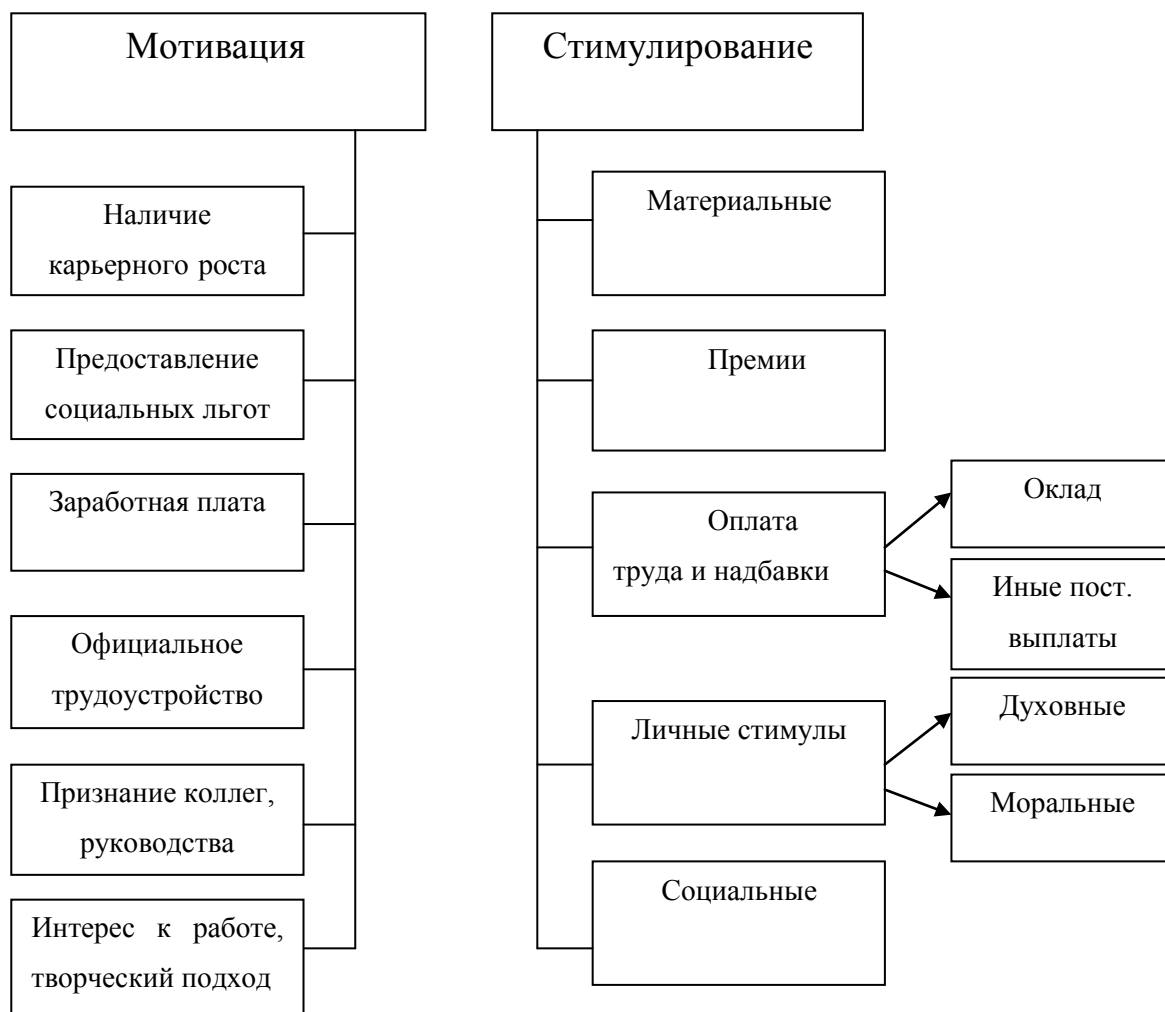 Мотивация
Наличие
карьерного роста
Предоставление
социальных льгот
Заработная плата
Официальное
трудоустройство
Признание коллег,
руководства
Интерес к работе,
творческий подход
Стимулирование
Материальные
Премии
Оплата
труда и надбавки
Оклад
Иные пост.
выплаты
Личные стимулы
Духовные
Моральные
Социальные